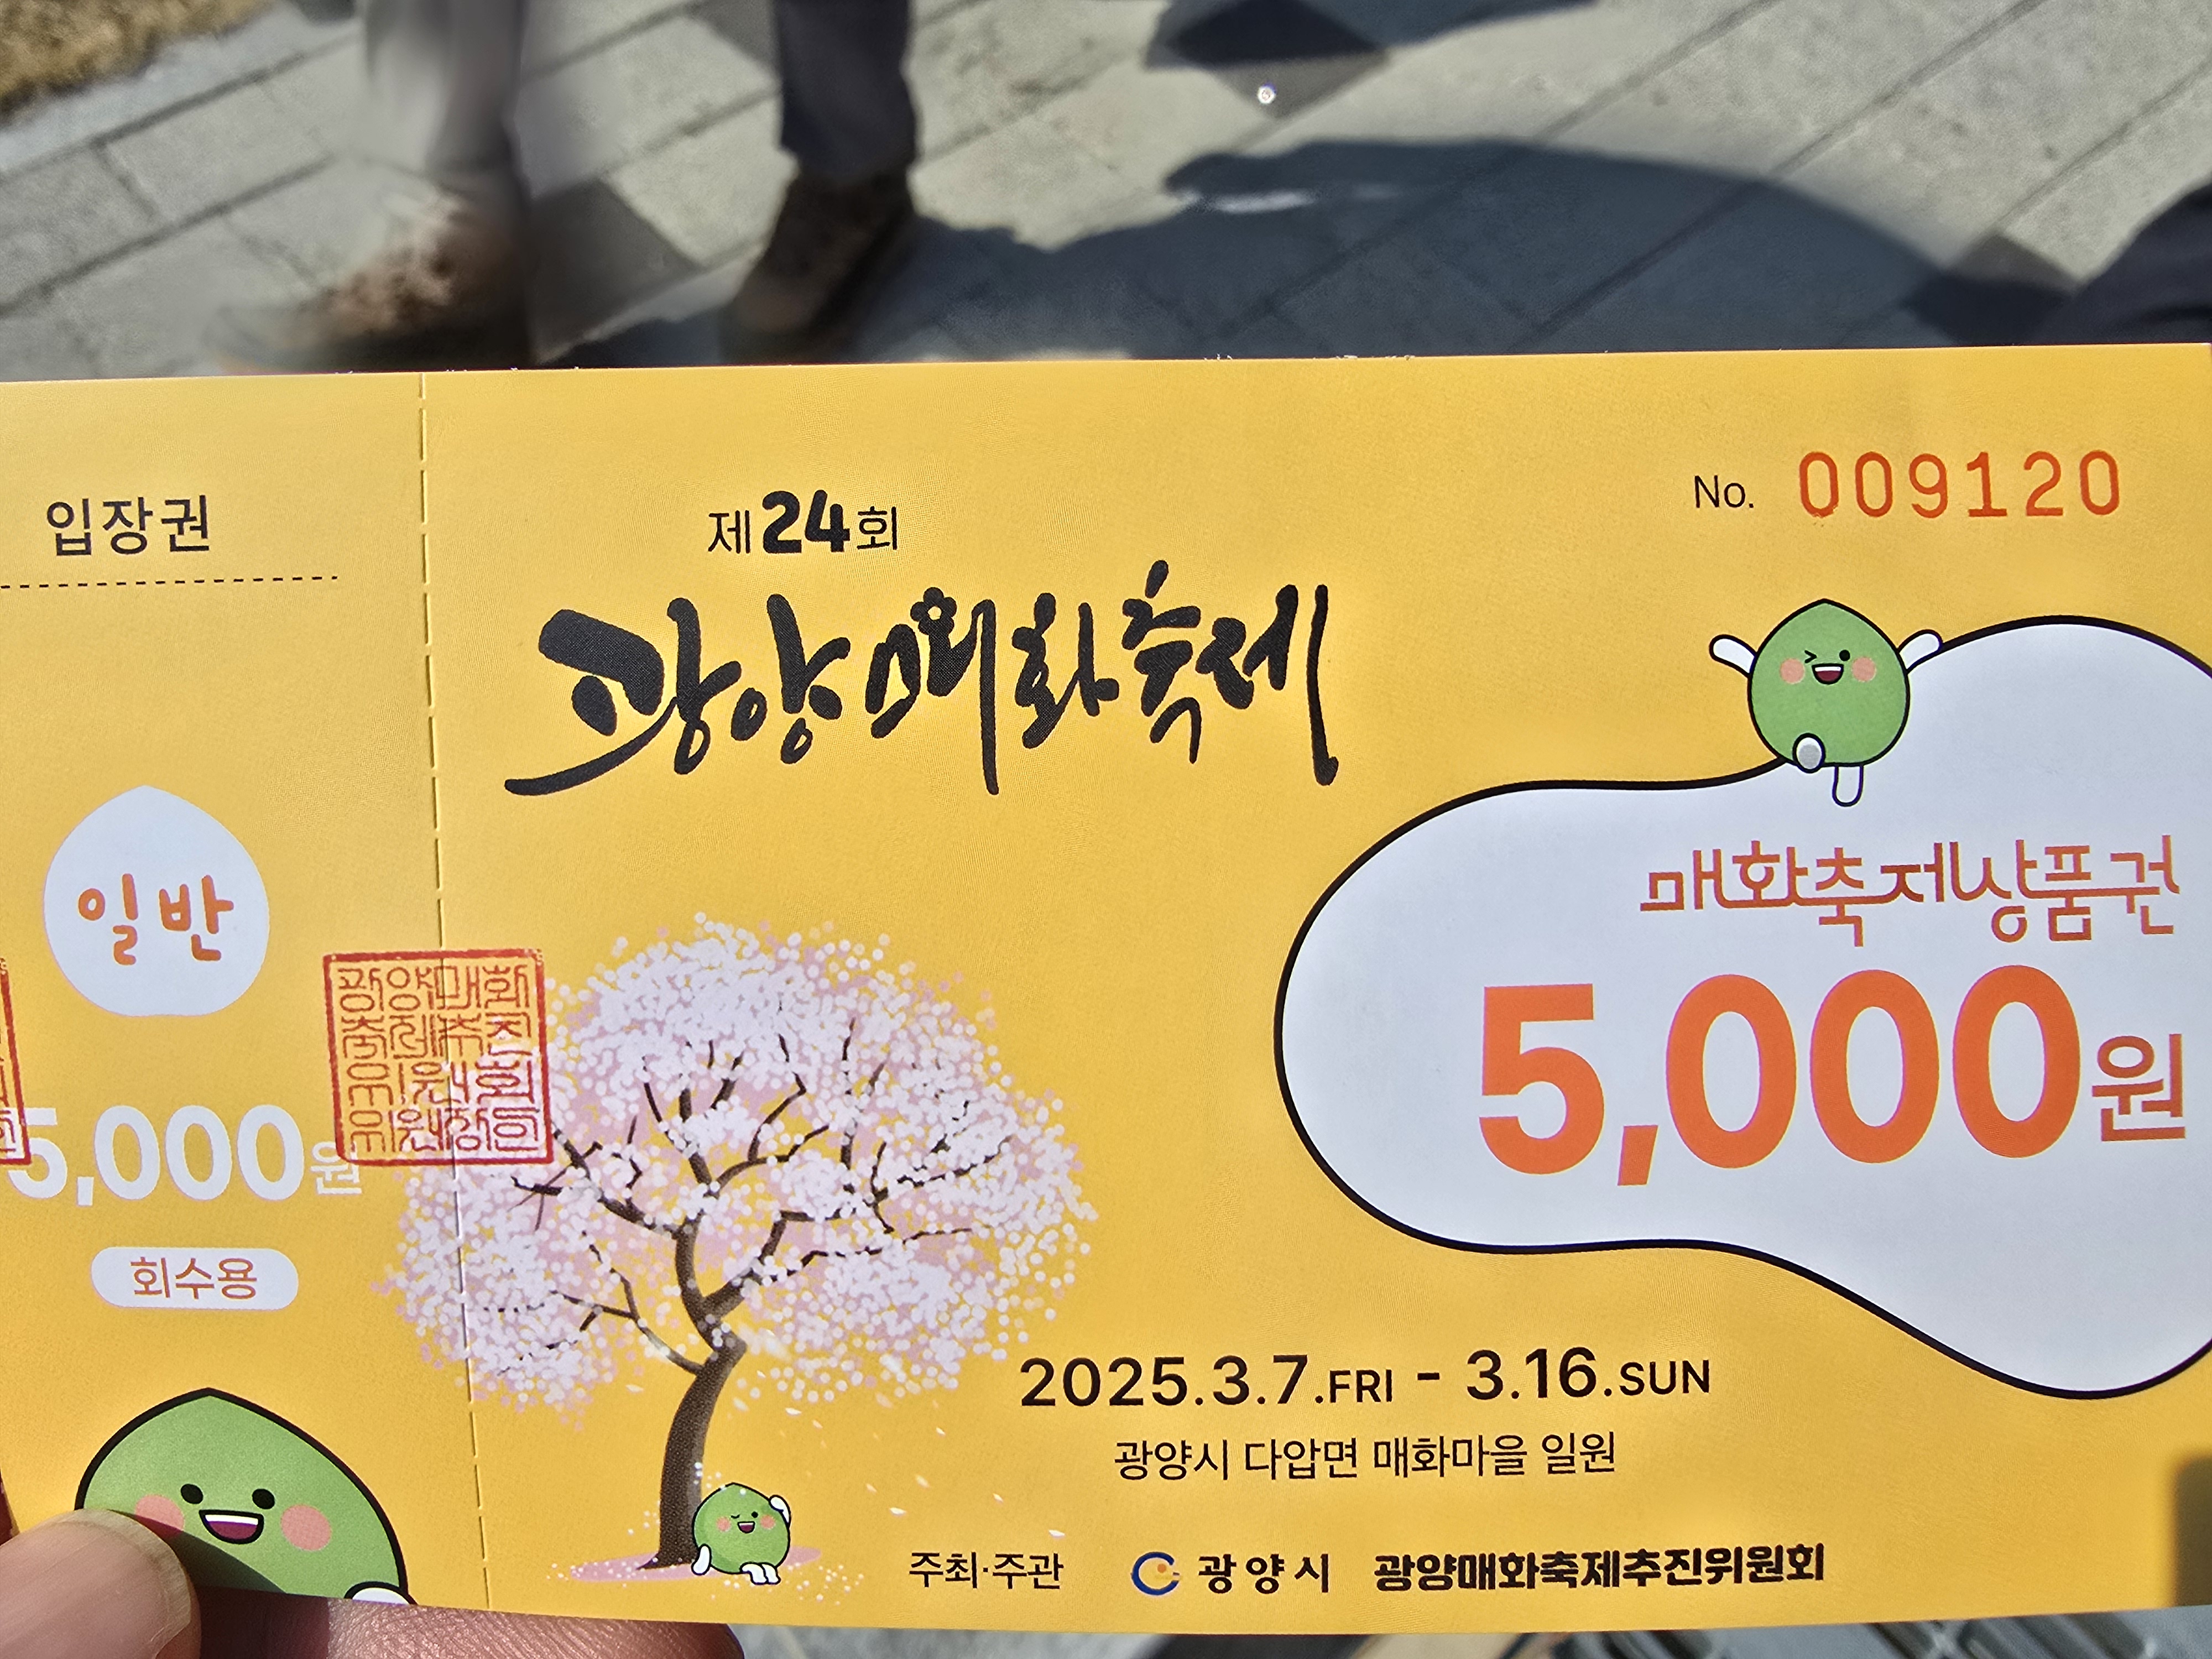 입장권
일반
5,000원
회수용
제24회
광양매화축제
No. 009120
매화축제상품권
5,000원
2025.3.7.FRI - 3.16.SUN
광양시 다압면 매화마을 일원
주최·주관 광양시 광양매화축제추진위원회